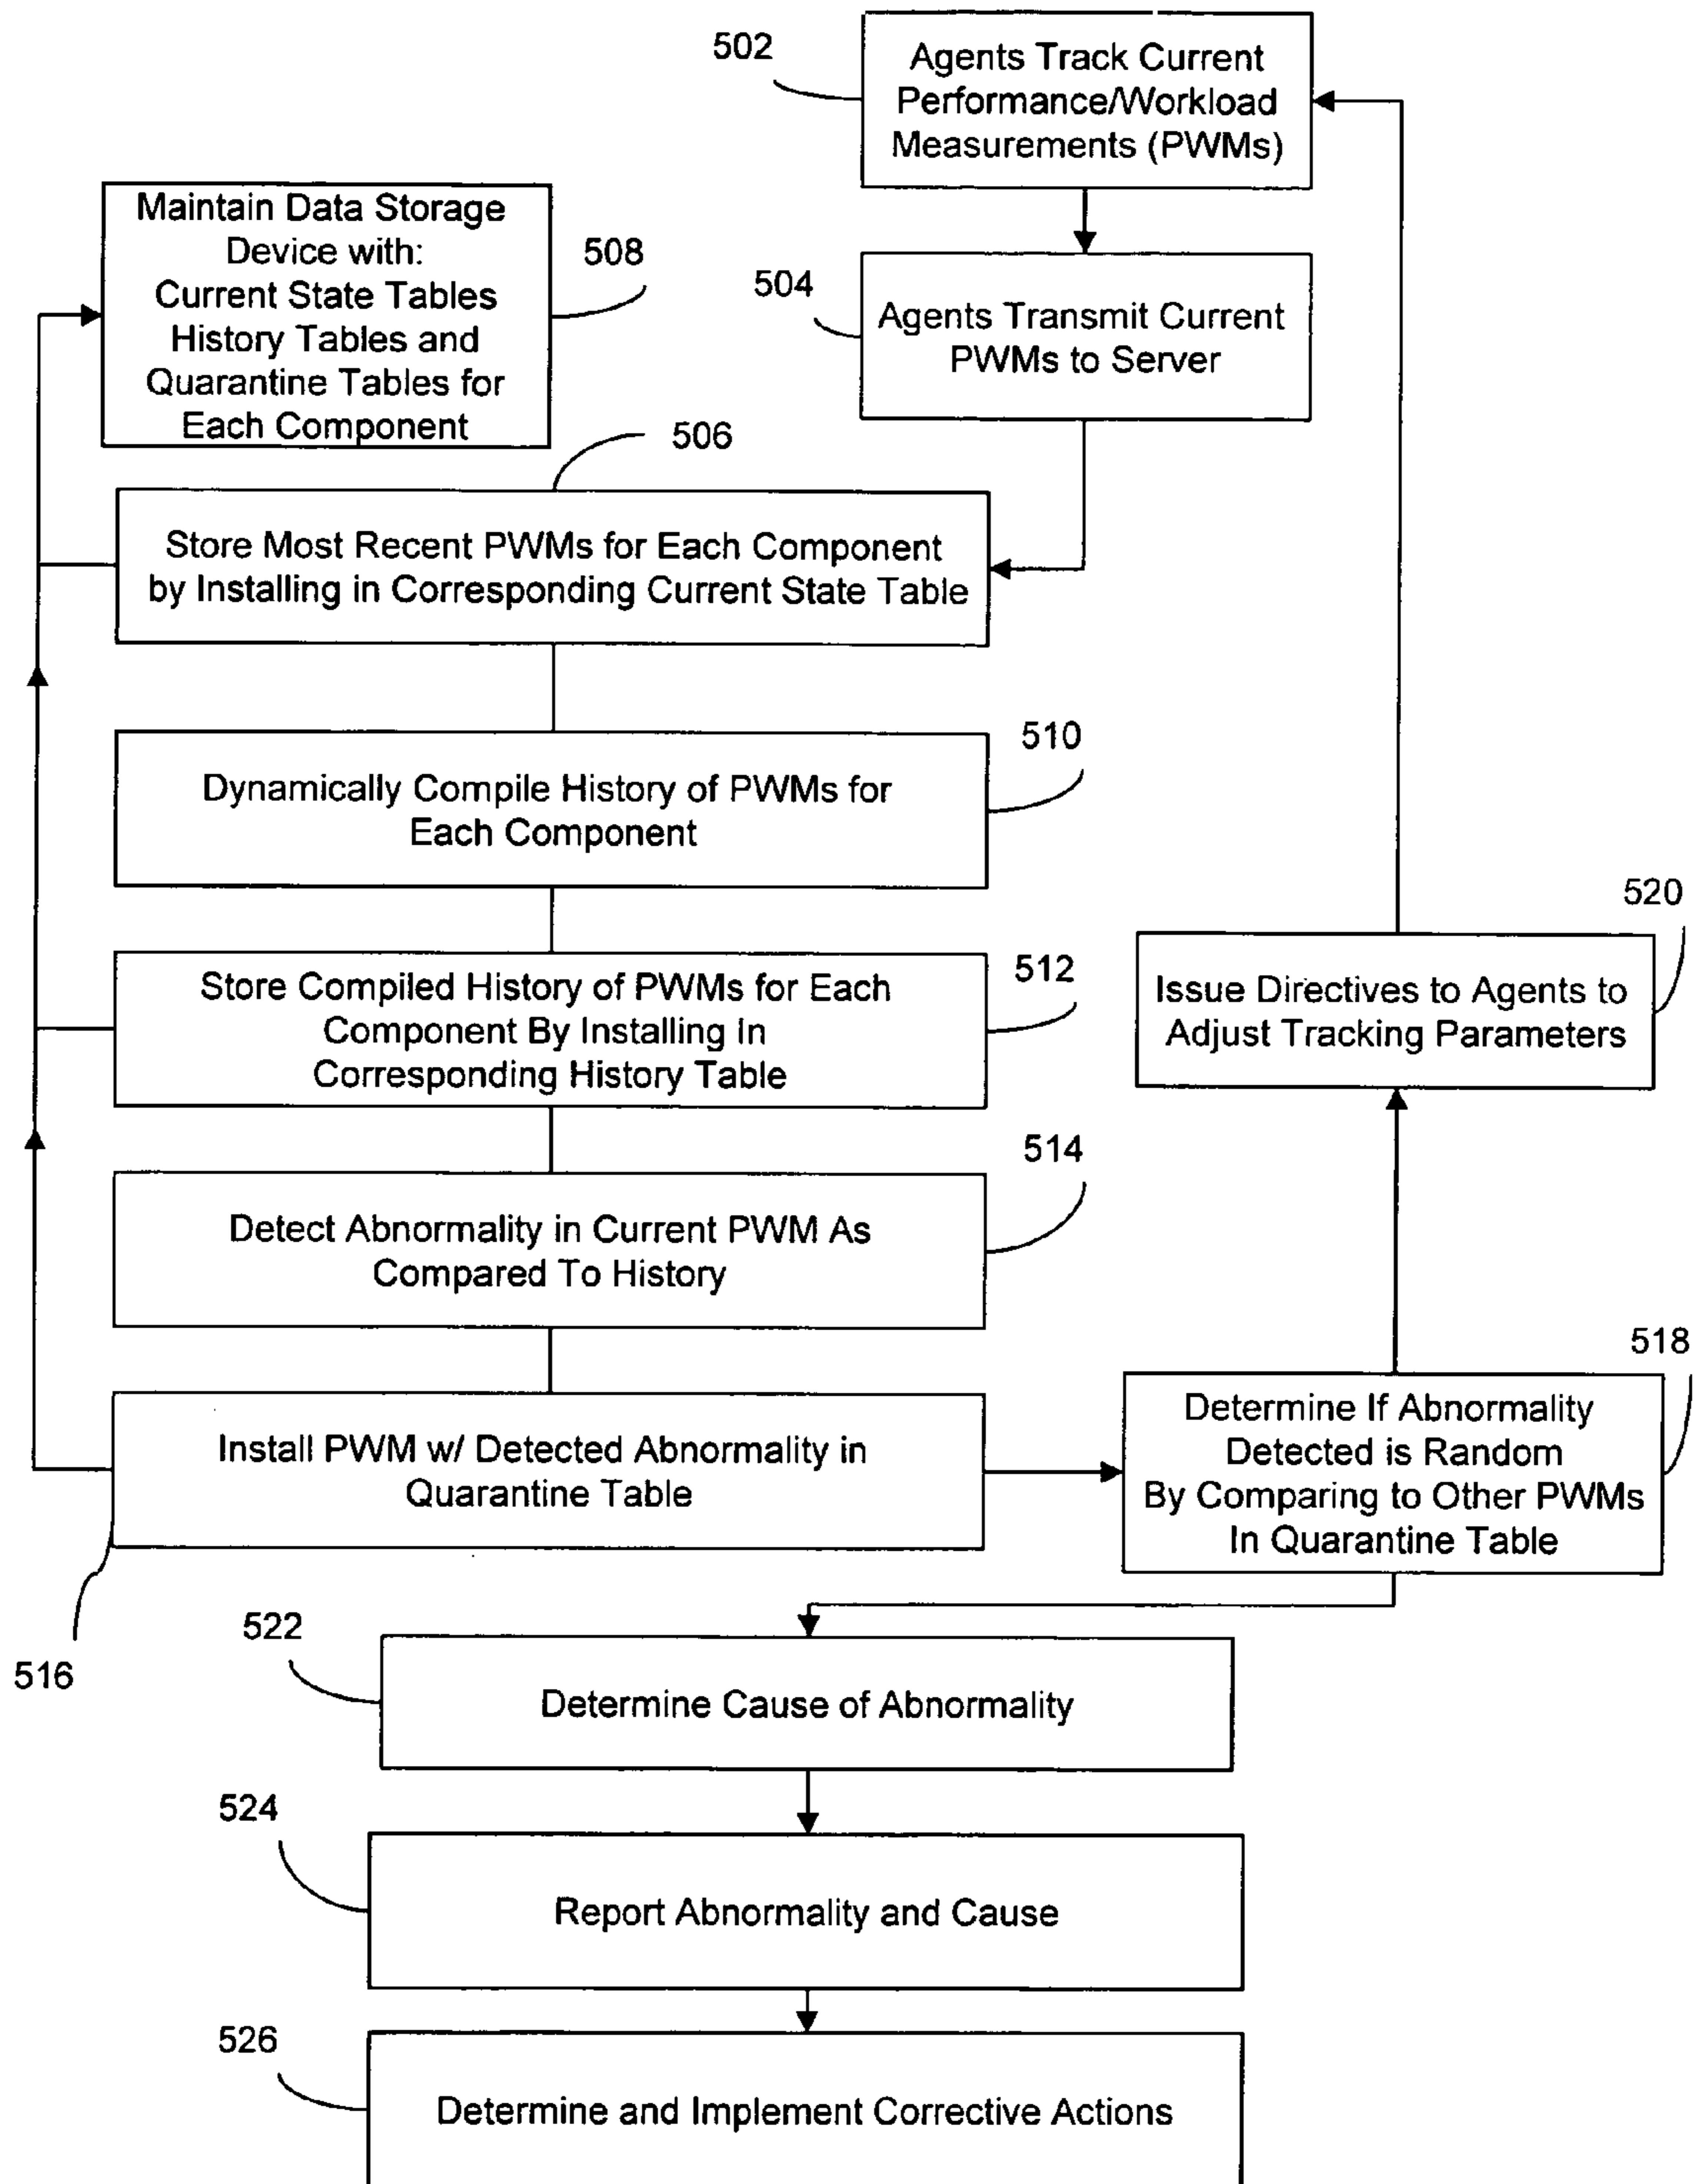 502
Agents Track Current
Performance/Workload
Measurements (PWMs)
Maintain Data Storage
Device with:
Current State Tables
History Tables and
Quarantine Tables for
Each Component
508
504
Agents Transmit Current
PWMs to Server
506
Store Most Recent PWMs for Each Component
by Installing in Corresponding Current State Table
510
Dynamically Compile History of PWMs for
Each Component
512
Store Compiled History of PWMs for Each
Component By Installing In
Corresponding History Table
520
Issue Directives to Agents to
Adjust Tracking Parameters
514
Detect Abnormality in Current PWM As
Compared To History
516
Install PWM w/ Detected Abnormality in
Quarantine Table
518
Determine If Abnormality
Detected is Random
By Comparing to Other PWMs
In Quarantine Table
522
Determine Cause of Abnormality
524
Report Abnormality and Cause
526
Determine and Implement Corrective Actions